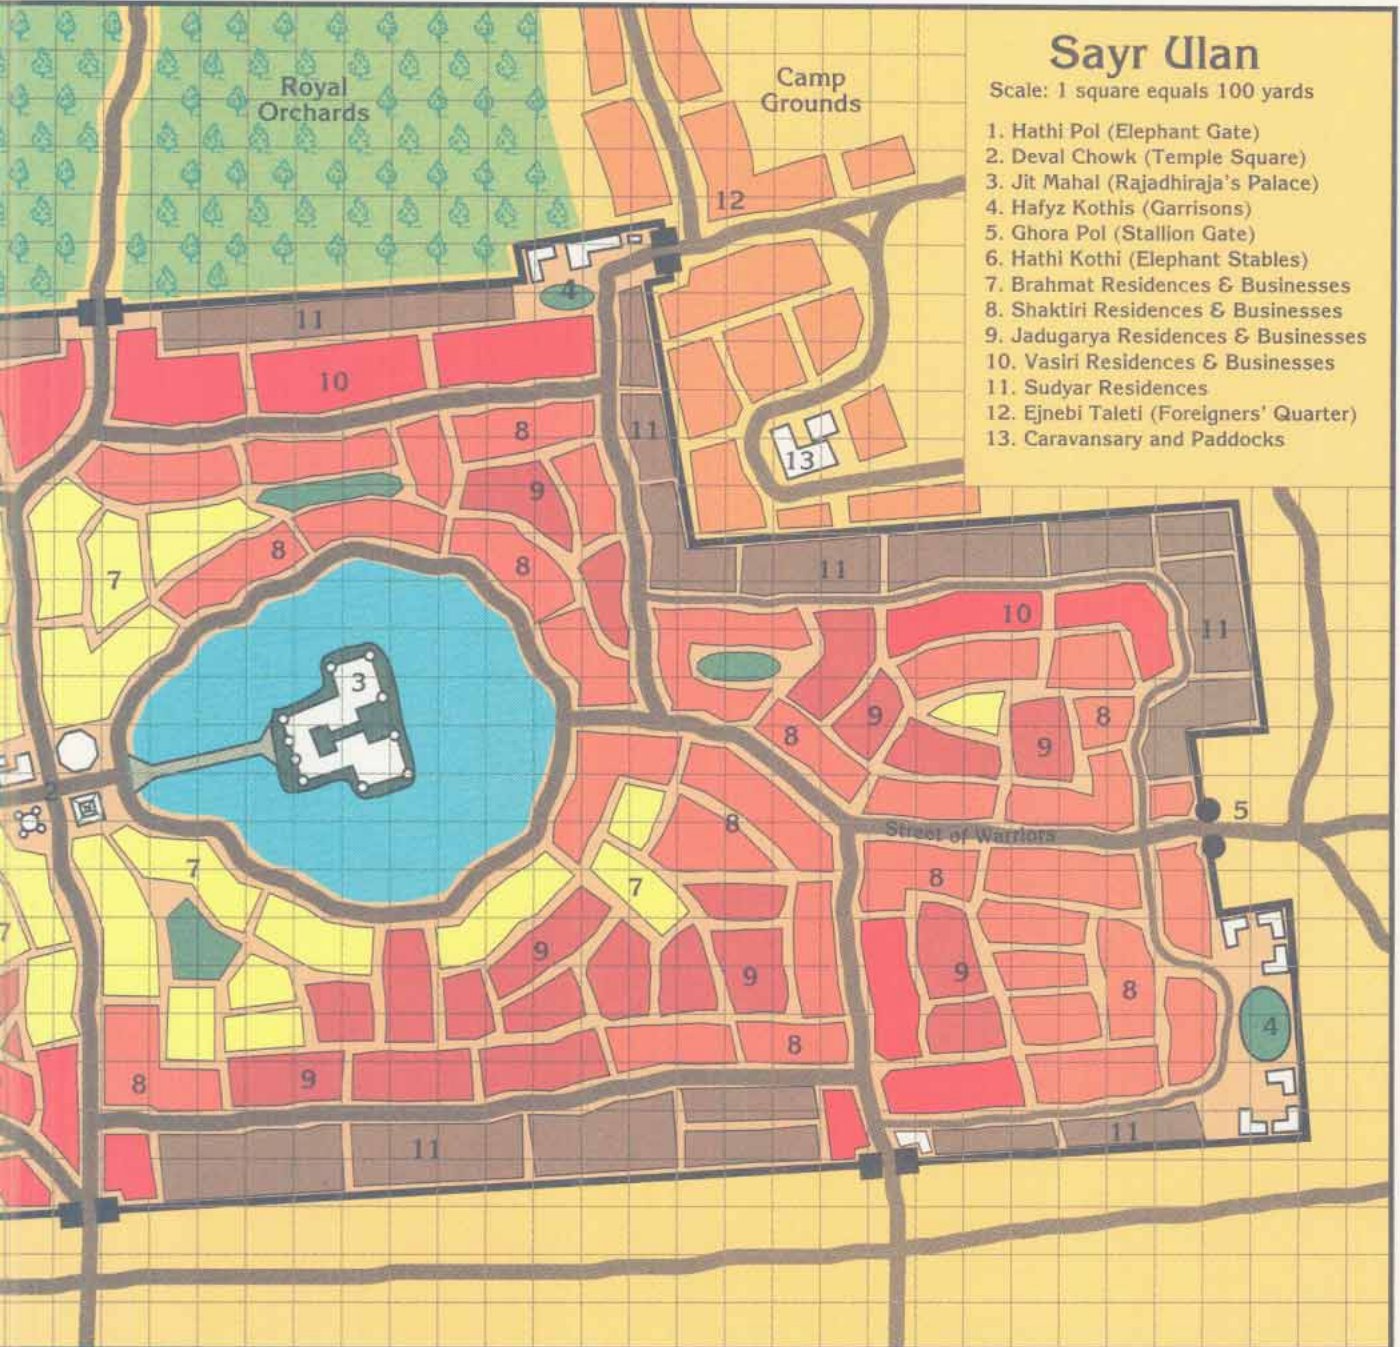 Sayr Ulan
Scale: 1 square equals 100 yards
1. Hathi Pol (Elephant Gate)
2. Deval Chowk (Temple Square)
3. Jit Mahal (Rajadhiraja's Palace)
4. Hafyz Kothis (Garrisons)
5. Ghora Pol (Stallion Gate)
6. Hathi Kothi (Elephant Stables)
7. Brahmat Residences & Businesses
8. Shaktiri Residences & Businesses
9. Jadugarya Residences & Businesses
10. Vasiri Residences & Businesses
11. Sudyar Residences
12. Ejnebi Taleti (Foreigners' Quarter)
13. Caravansary and Paddocks
Royal
Orchards
Camp
Grounds
12
4
11
10
8
11
13
9
8
8
7
11
10
11
3
9
8
8
9
2
5
8
Street of Warriors
7
7
8
7
9
9
9
8
4
8
8
9
11
11